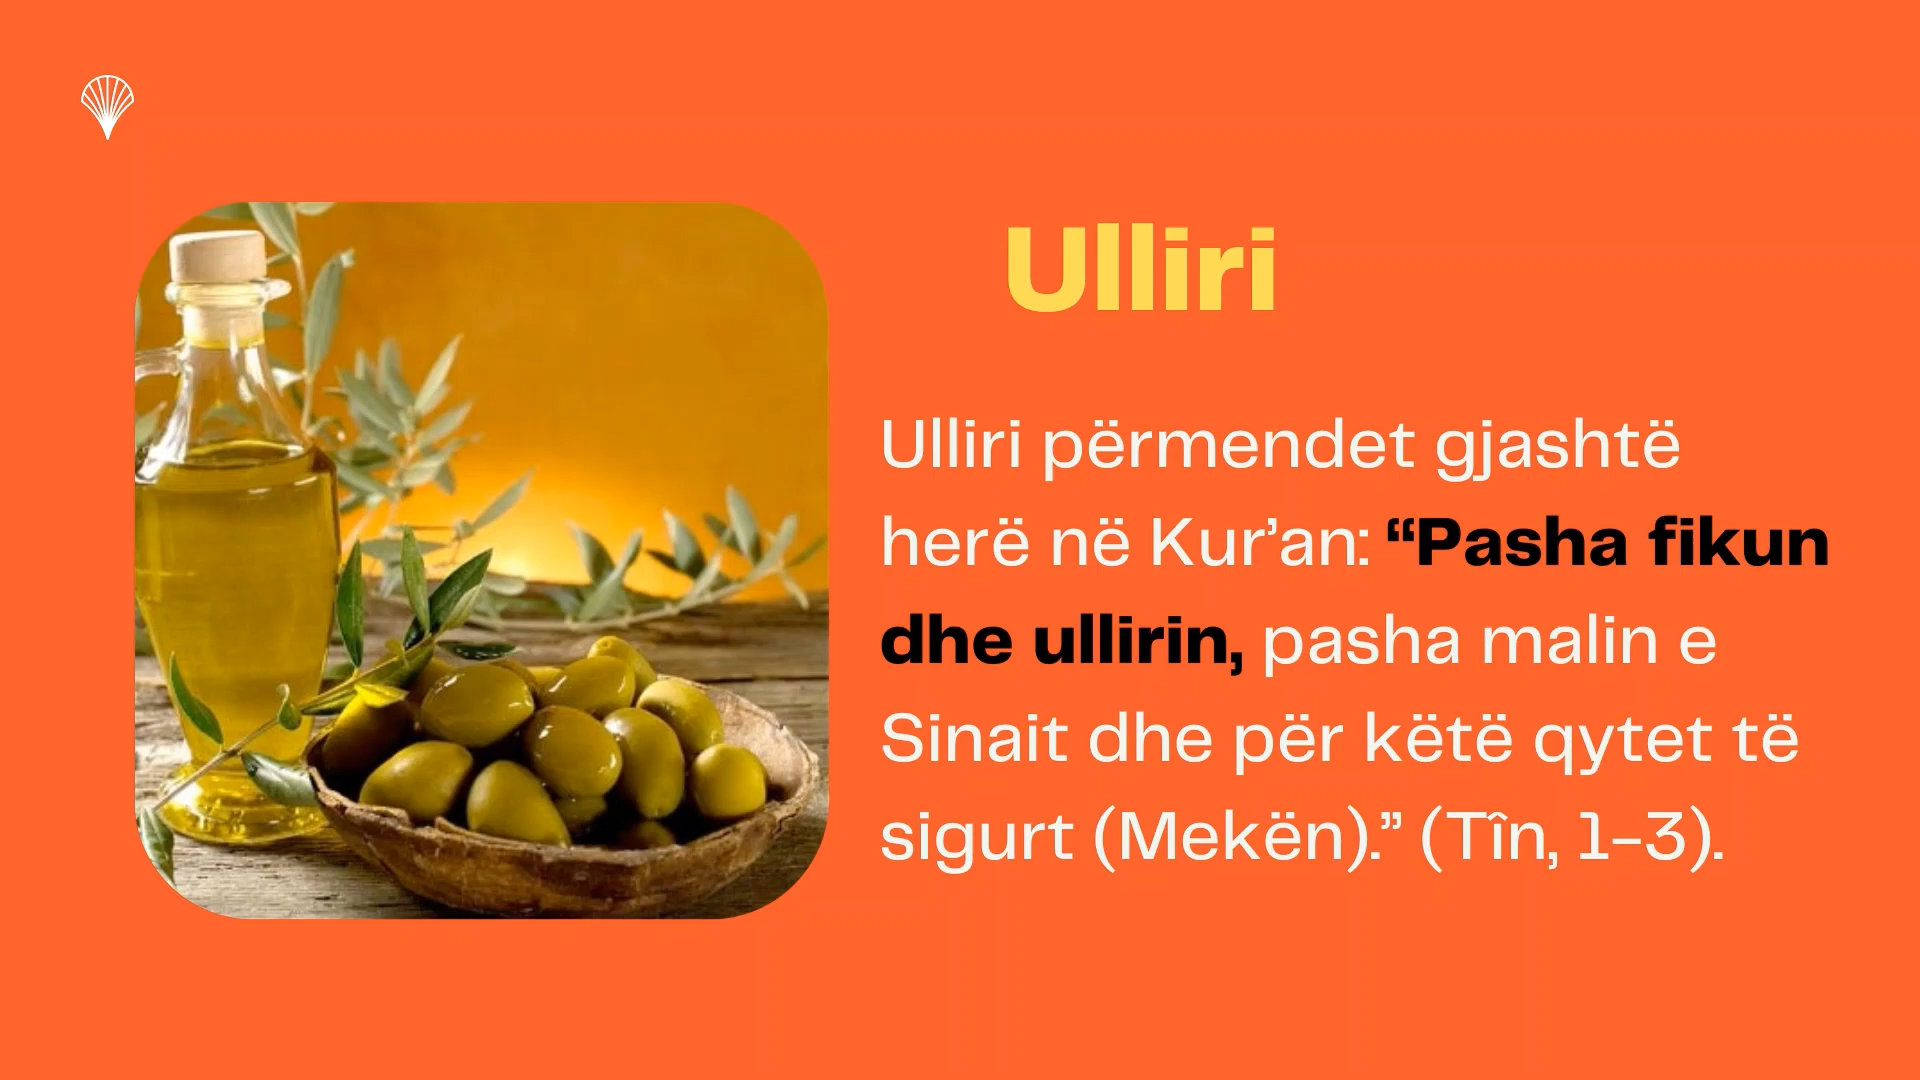 Ulliri
Ulliri përmendet gjashtë
herë në Kur’an: “Pasha fikun
dhe ullirin, pasha malin e
Sinait dhe për këtë qytet të
sigurt (Mekën).” (Tîn, 1-3).